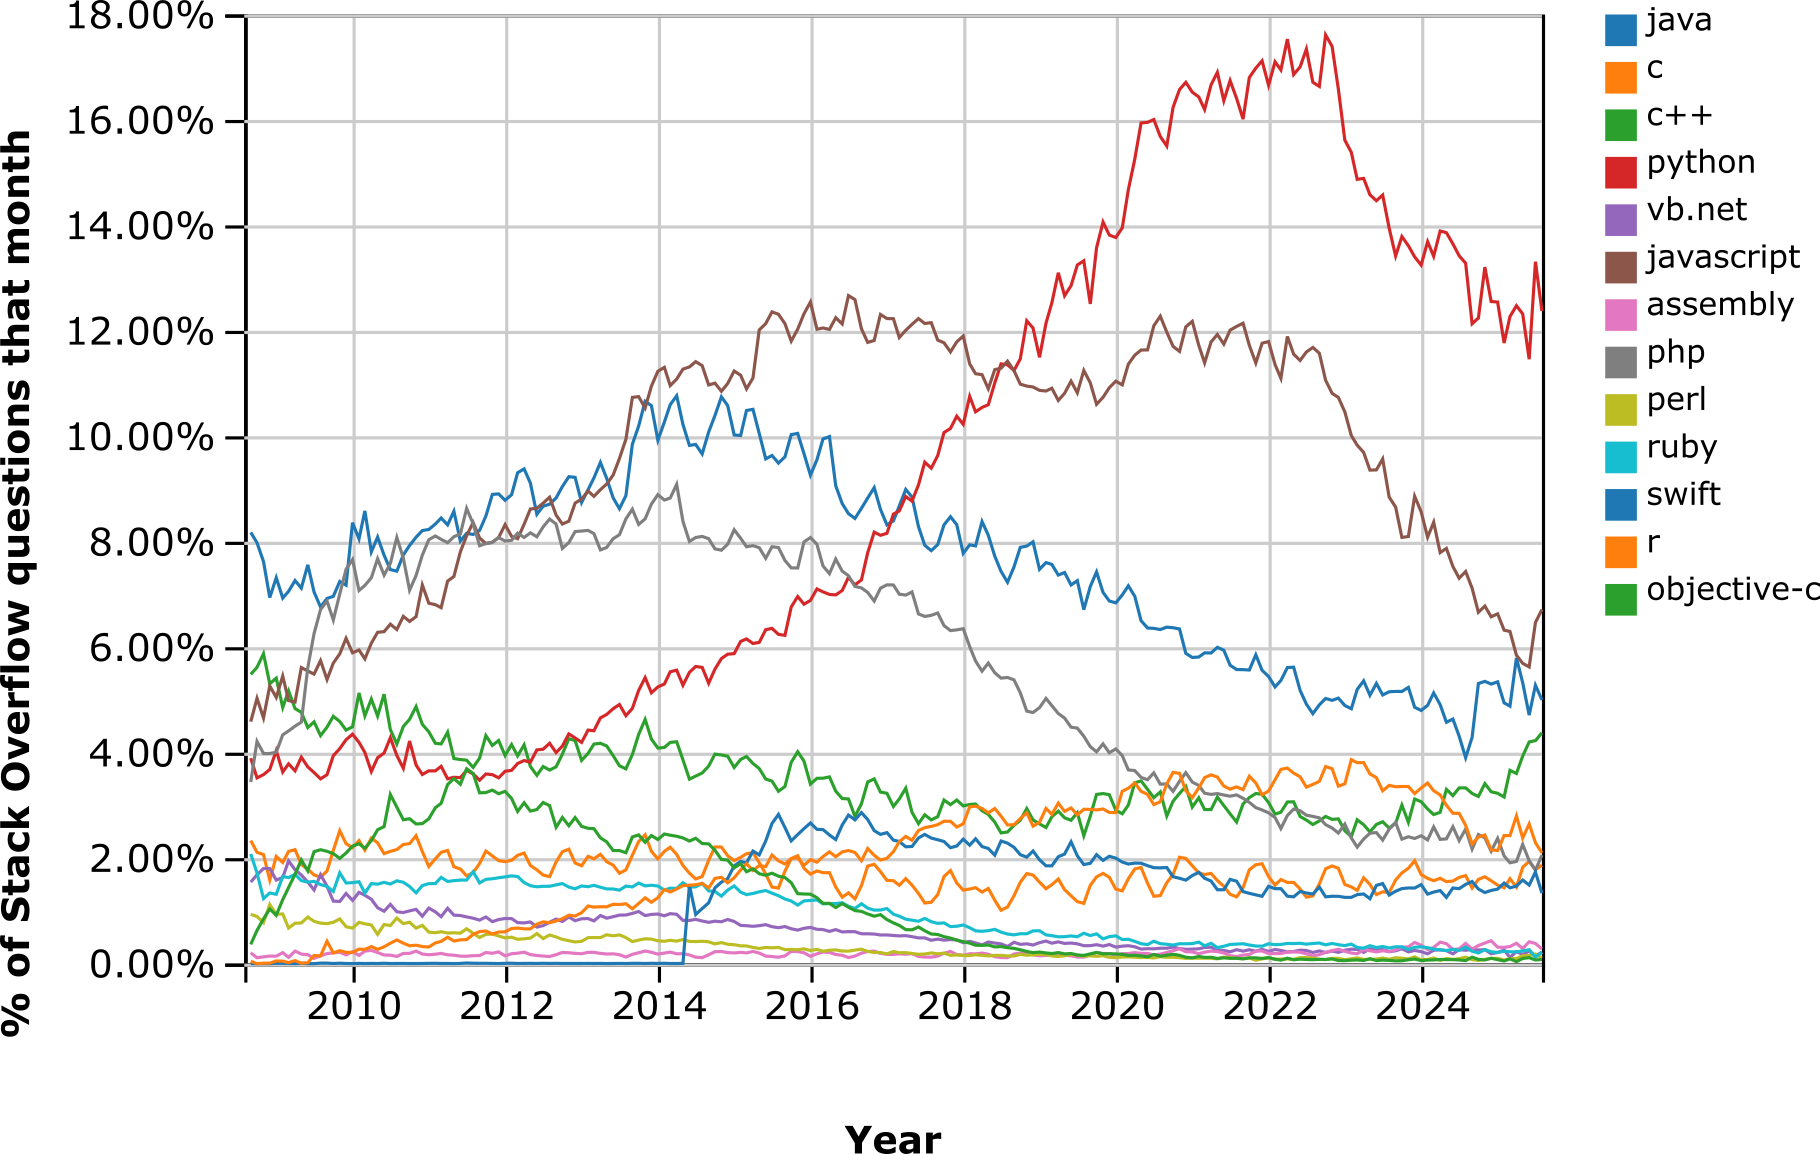 % of Stack Overflow questions that month
18.00%
16.00%
14.00%
12.00%
10.00%
8.00%
6.00%
4.00%
2.00%
0.00%
2010
2012
2014
2016
2018
2020
2022
2024
Year
java
c
c++
python
vb.net
javascript
assembly
php
perl
ruby
swift
r
objective-c